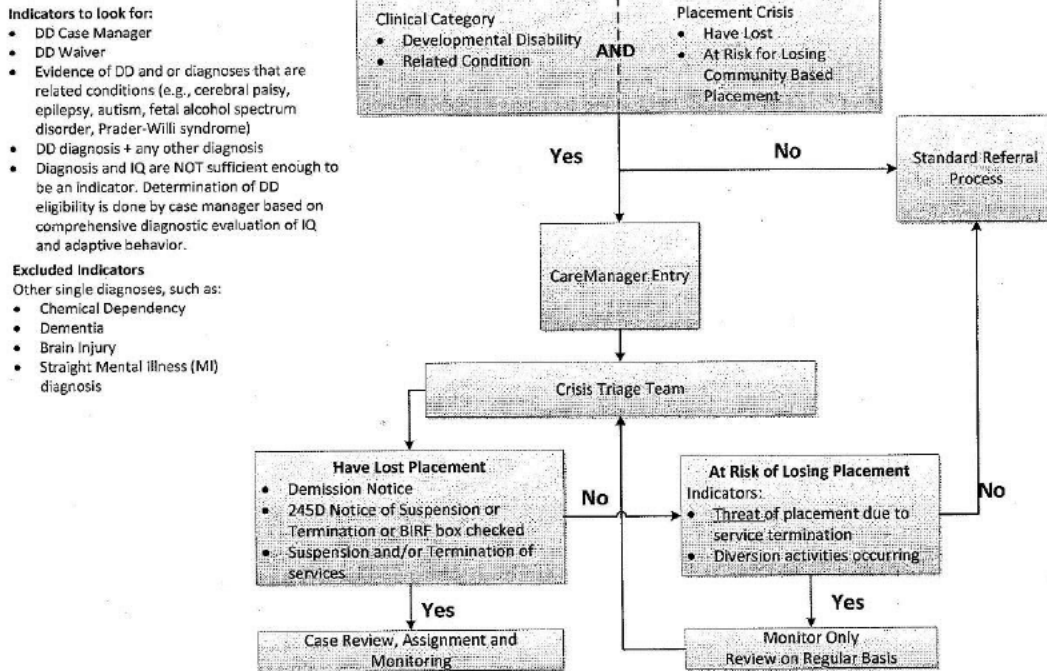 Indicators to look for:
• DD Case Manager
• DD Waiver
• Evidence of DD and or diagnoses that are
related conditions (e.g., cerebral palsy,
epilepsy, autism, fetal alcohol spectrum
disorder, Prader-Willi syndrome)
• DD diagnosis + any other diagnosis
• Diagnosis and IQ are NOT sufficient enough to
be an indicator. Determination of DD
eligibility is done by case manager based on
comprehensive diagnostic evaluation of IQ
and adaptive behavior.
Excluded Indicators
Other single diagnoses, such as:
• Chemical Dependency
• Dementia
• Brain Injury
• Straight Mental Illness (MI)
diagnosis
Clinical Category
• Developmental Disability
• Related Condition
AND
Placement Crisis
• Have Lost
• At Risk for Losing
Community Based
Placement
Yes
No
Standard Referral
Process
CareManager Entry
Crisis Triage Team
Have Lost Placement
• Demission Notice
• 245D Notice of Suspension or
Termination or BIRF box checked
• Suspension and/or Termination of
services
No
At Risk of Losing Placement
Indicators:
• Threat of placement due to
service termination
• Diversion activities occurring
No
Yes
Case Review, Assignment and
Monitoring
Yes
Monitor Only
Review on Regular Basis